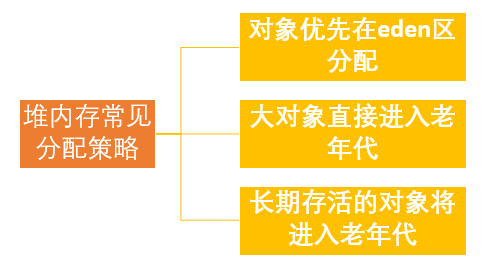 堆内存常见
分配策略
对象优先在eden区
分配
大对象直接进入老
年代
长期存活的对象将
进入老年代